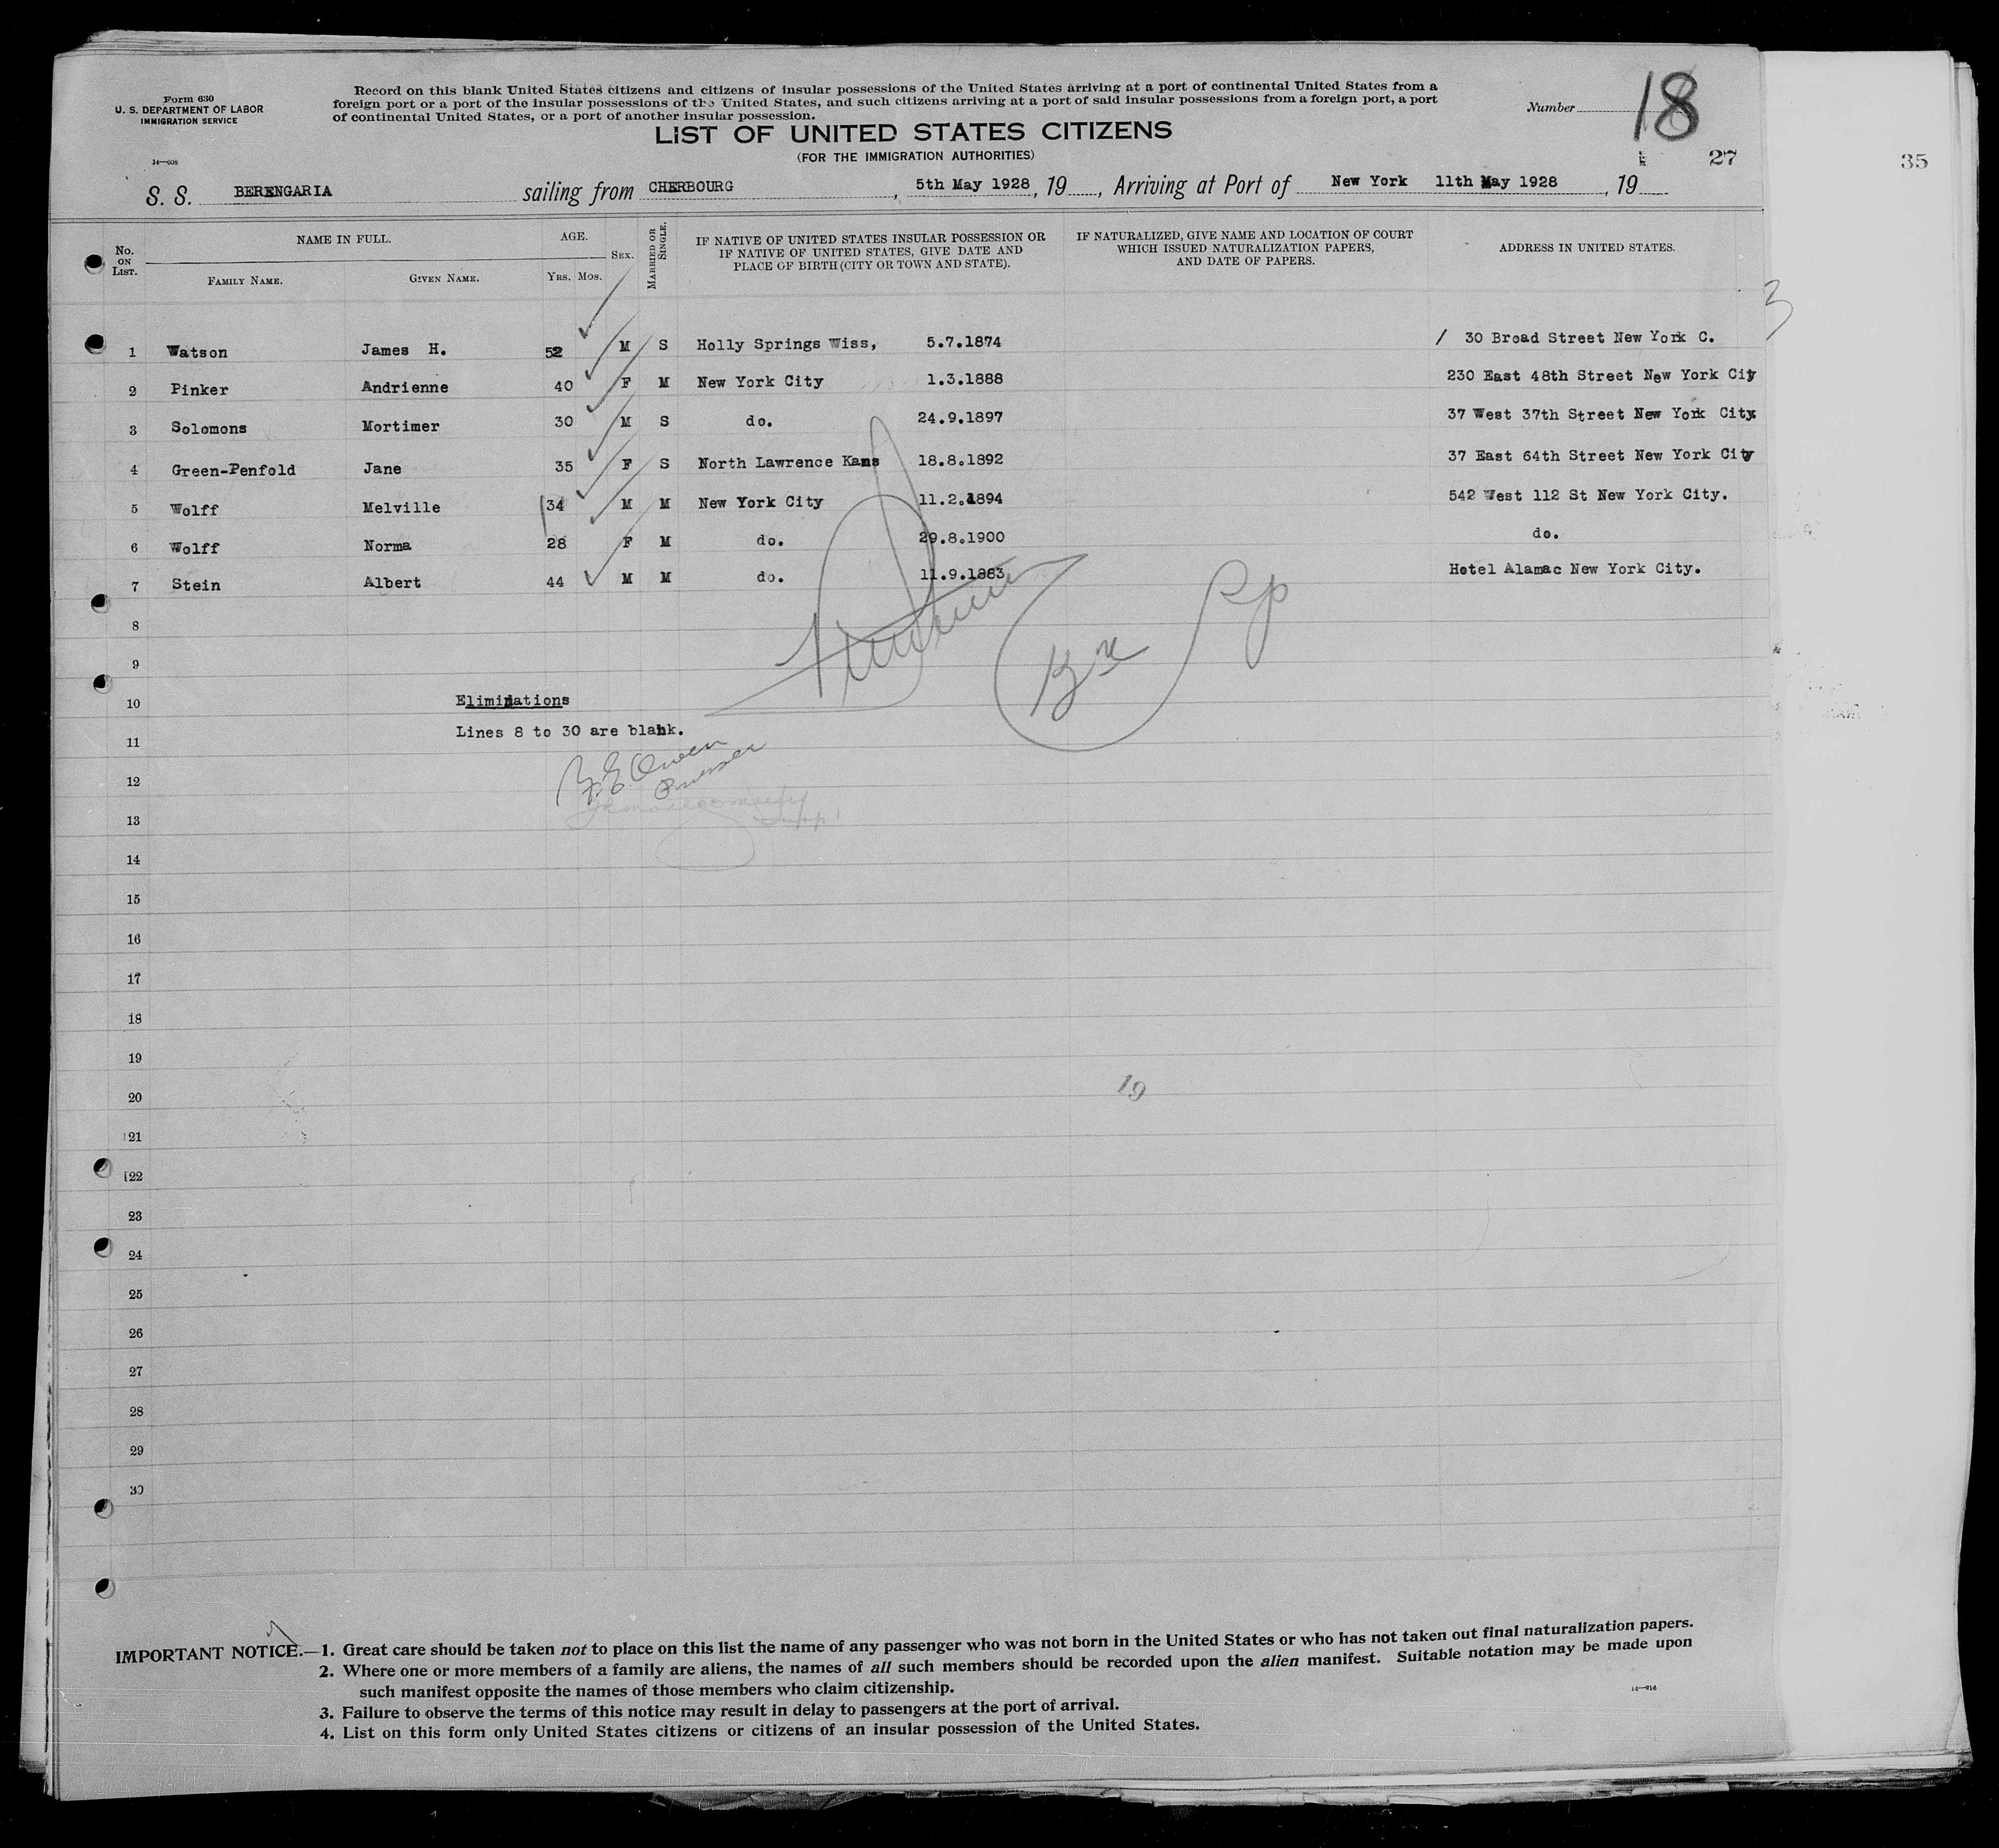 Form 630
U. S. DEPARTMENT OF LABOR
IMMIGRATION SERVICE
14—608
Record on this blank United States citizens and citizens of insular possessions of the United States arriving at a port of continental United States from a
foreign port or a port of the insular possessions of the United States, and such citizens arriving at a port of said insular possessions from a foreign port, a port
of continental United States, or a port of another insular possession.
Number 18
LIST OF UNITED STATES CITIZENS
(FOR THE IMMIGRATION AUTHORITIES)
27
35
S. S. BERENGARIA sailing from CHERBOURG, 5th May 1928, 19, Arriving at Port of New York 11th May 1928, 19
No. ON LIST. NAME IN FULL. FAMILY NAME. GIVEN NAME. AGE. YRS. MOS. SEX. MARRIED OR SINGLE. IF NATIVE OF UNITED STATES INSULAR POSSESSION OR IF NATIVE OF UNITED STATES, GIVE DATE AND PLACE OF BIRTH (CITY OR TOWN AND STATE). IF NATURALIZED, GIVE NAME AND LOCATION OF COURT WHICH ISSUED NATURALIZATION PAPERS, AND DATE OF PAPERS. ADDRESS IN UNITED STATES.
3
1 Watson James H. 52 M S Holly Springs Wiss, 5.7.1874 / 30 Broad Street New York C.
2 Pinker Andrienne 40 F M New York City 1.3.1888 230 East 48th Street New York City
3 Solomons Mortimer 30 M S do. 24.9.1897 37 West 37th Street New York City
4 Green-Penfold Jane 35 F S North Lawrence Kans 18.8.1892 37 East 64th Street New York City
5 Wolff Melville 34 M M New York City 11.2.1894 542 West 112 St New York City.
6 Wolff Norma 28 F M do. 29.8.1900 do.
7 Stein Albert 44 M M do. 11.9.1883 Hotel Alamac New York City.
8
9
10 Eliminations
Lines 8 to 30 are blank.
11
Owen
Purser
12
13
14
15
16
17
18
19
19
20
21
22
23
24
25
26
27
28
29
30
IMPORTANT NOTICE.—1. Great care should be taken not to place on this list the name of any passenger who was not born in the United States or who has not taken out final naturalization papers.
2. Where one or more members of a family are aliens, the names of all such members should be recorded upon the alien manifest. Suitable notation may be made upon
such manifest opposite the names of those members who claim citizenship.
3. Failure to observe the terms of this notice may result in delay to passengers at the port of arrival.
4. List on this form only United States citizens or citizens of an insular possession of the United States.